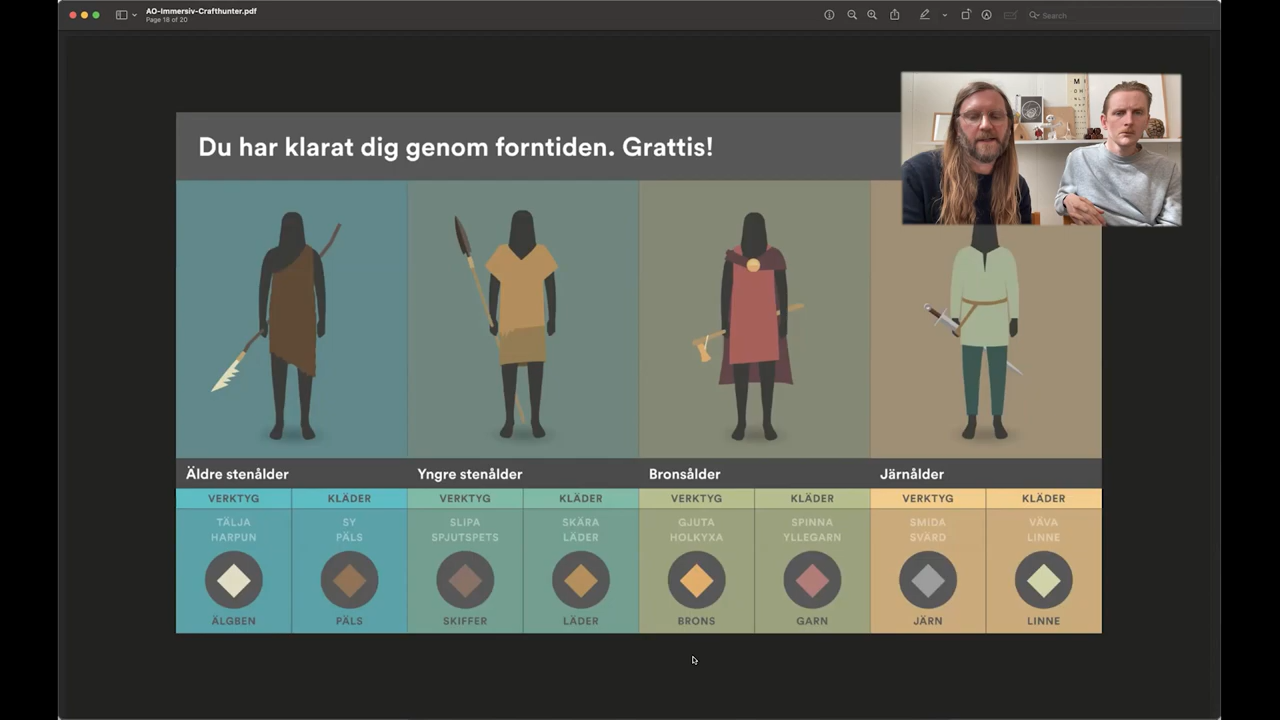 AO-Immersiv-Crafthunter.pdf
Page 18 of 20
Search
Du har klarat dig genom forntiden. Grattis!
Äldre stenålder
Yngre stenålder
Bronsålder
Järnålder
VERKTYG
KLÄDER
VERKTYG
KLÄDER
VERKTYG
KLÄDER
VERKTYG
KLÄDER
TÄLJA
HARPUN
SY
PÄLS
SLIPA
SPJUTSPETS
SKÄRA
LÄDER
GJUTA
HOLKYXA
SPINNA
YLLEGARN
SMIDA
SVÄRD
VÄVA
LINNE
ÄLGBEN
PÄLS
SKIFFER
LÄDER
BRONS
GARN
JÄRN
LINNE